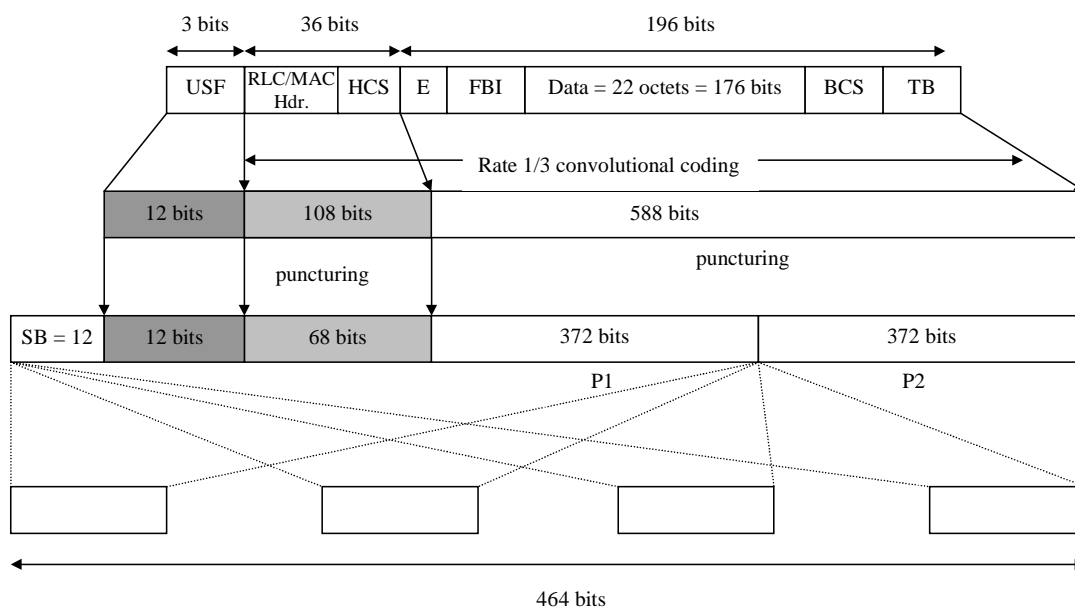 3 bits
36 bits
196 bits
USF
RLC/MAC
Hdr.
HCS
E
FBI
Data = 22 octets = 176 bits
BCS
TB
Rate 1/3 convolutional coding
12 bits
108 bits
588 bits
puncturing
puncturing
SB = 12
12 bits
68 bits
372 bits
372 bits
P1
P2
464 bits